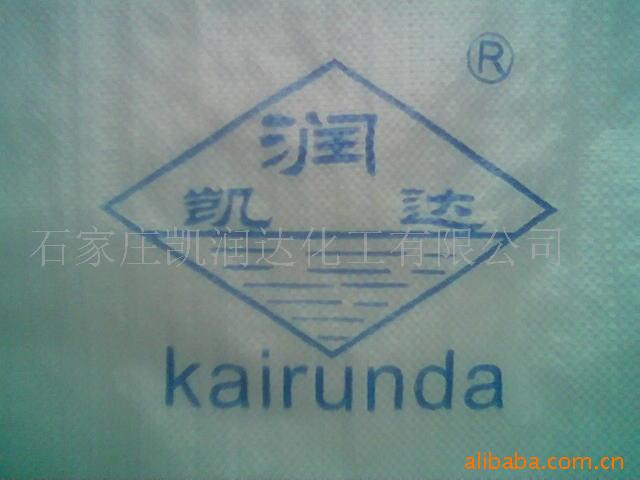 ®
润
凯 达
石家庄凯润达化工有限公司
kairunda
alibaba.com.cn